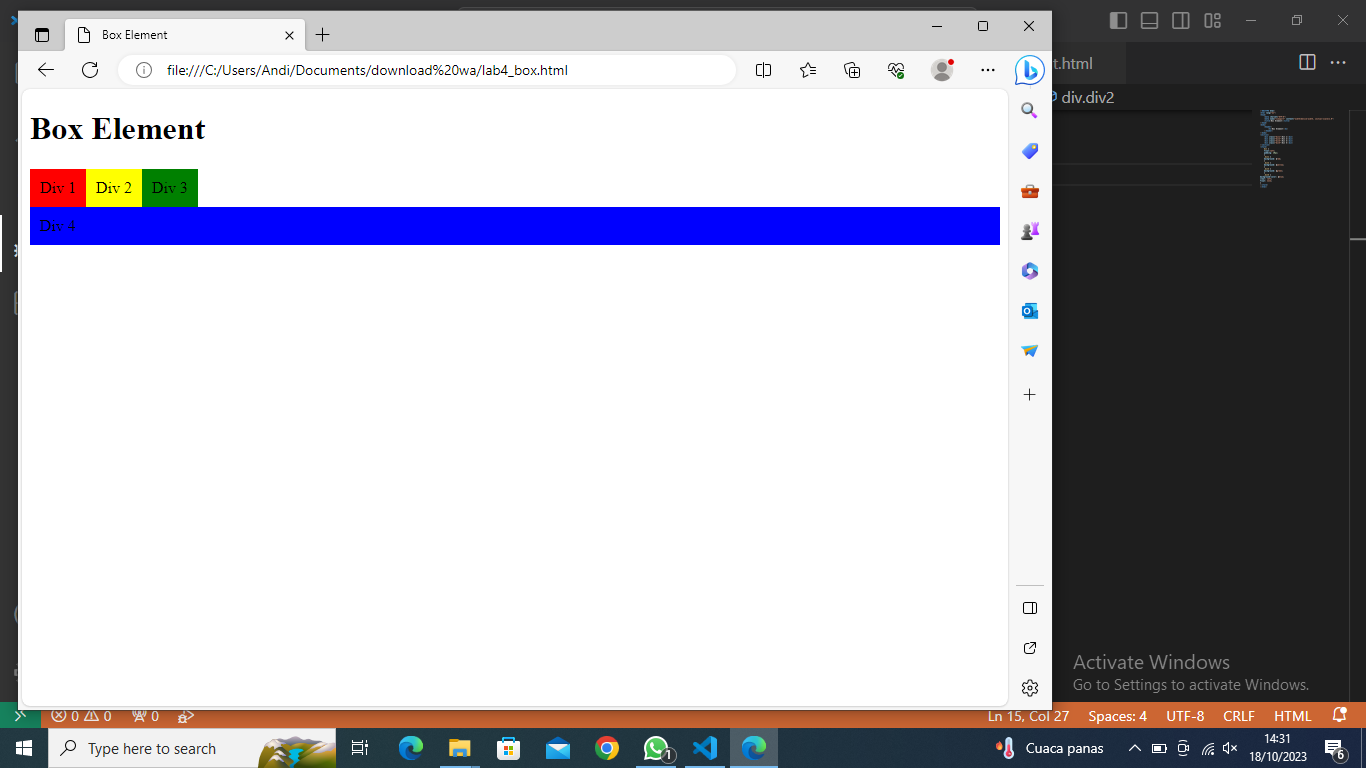 Box Element
file:///C:/Users/Andi/Documents/download%20wa/lab4_box.html
t.html
div.div2
Box Element
Div 1 Div 2 Div 3
Div 4
Activate Windows
Go to Settings to activate Windows.
0 0 0
Ln 15, Col 27 Spaces: 4 UTF-8 CRLF HTML
Type here to search
1
Cuaca panas
14:31
18/10/2023
6